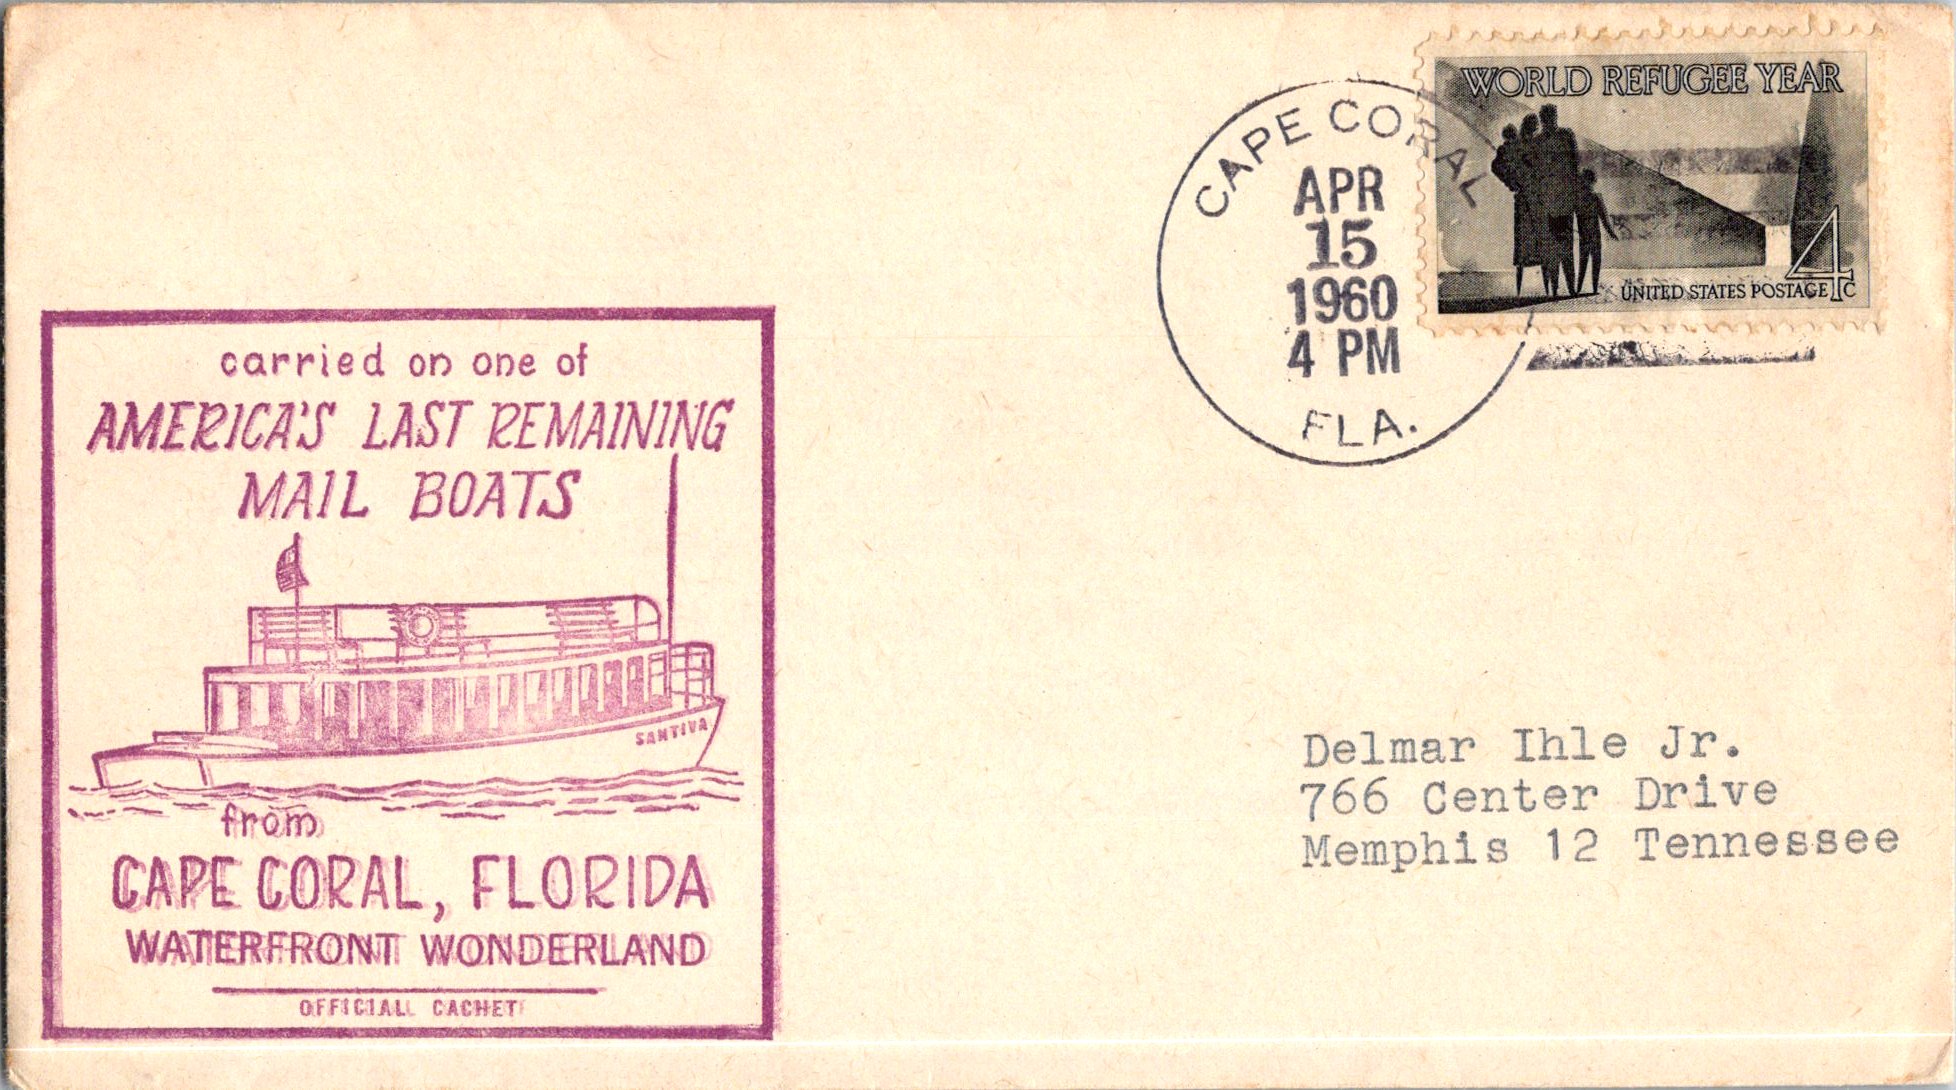 WORLD REFUGEE YEAR
UNITED STATES POSTAGE 4c
CAPE CORAL
APR
15
1960
4 PM
FLA.
carried on one of
AMERICA'S LAST REMAINING
MAIL BOATS
SANTIVA
from
CAPE CORAL, FLORIDA
WATERFRONT WONDERLAND
OFFICIAL CACHET
Delmar Ihle Jr.
766 Center Drive
Memphis 12 Tennessee